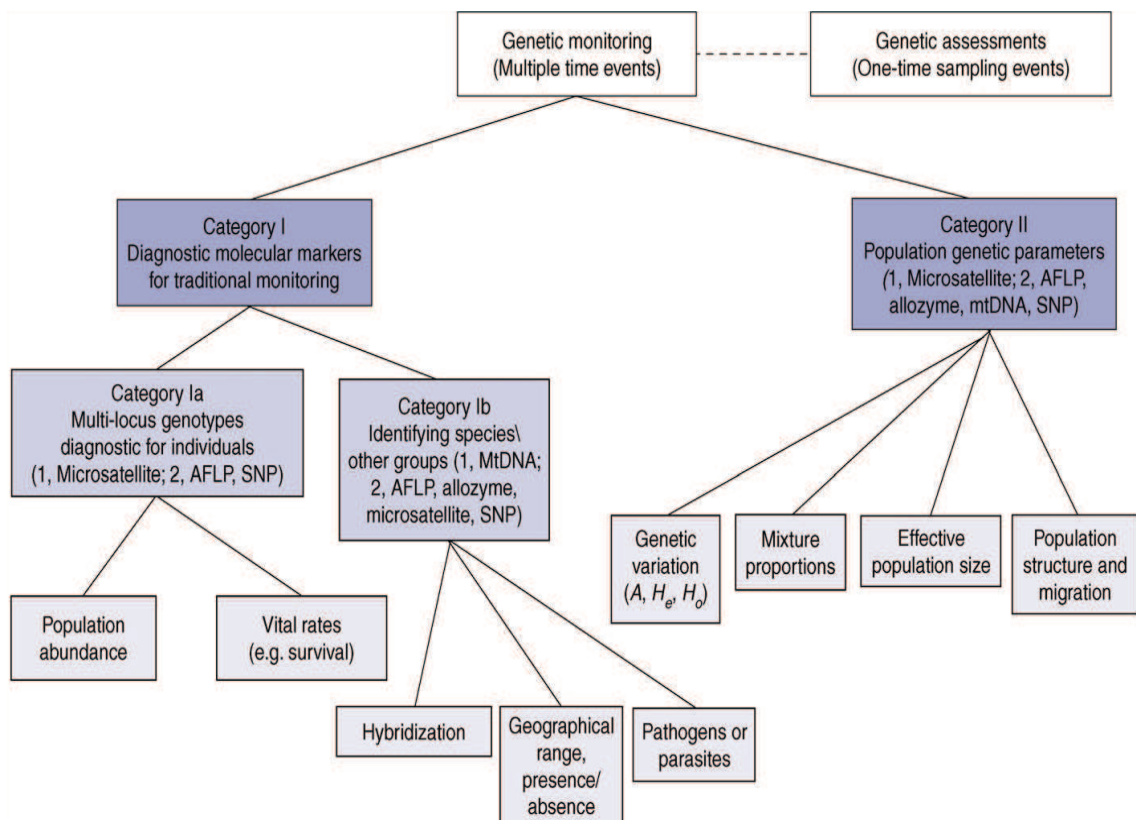 Genetic monitoring
(Multiple time events)
Genetic assessments
(One-time sampling events)
Category I
Diagnostic molecular markers
for traditional monitoring
Category II
Population genetic parameters
(1, Microsatellite; 2, AFLP,
allozyme, mtDNA, SNP)
Category Ia
Multi-locus genotypes
diagnostic for individuals
(1, Microsatellite; 2, AFLP, SNP)
Category Ib
Identifying species\
other groups (1, MtDNA;
2, AFLP, allozyme,
microsatellite, SNP)
Genetic
variation
(A, He, Ho)
Mixture
proportions
Effective
population size
Population
structure and
migration
Population
abundance
Vital rates
(e.g. survival)
Hybridization
Geographical
range,
presence/
absence
Pathogens or
parasites